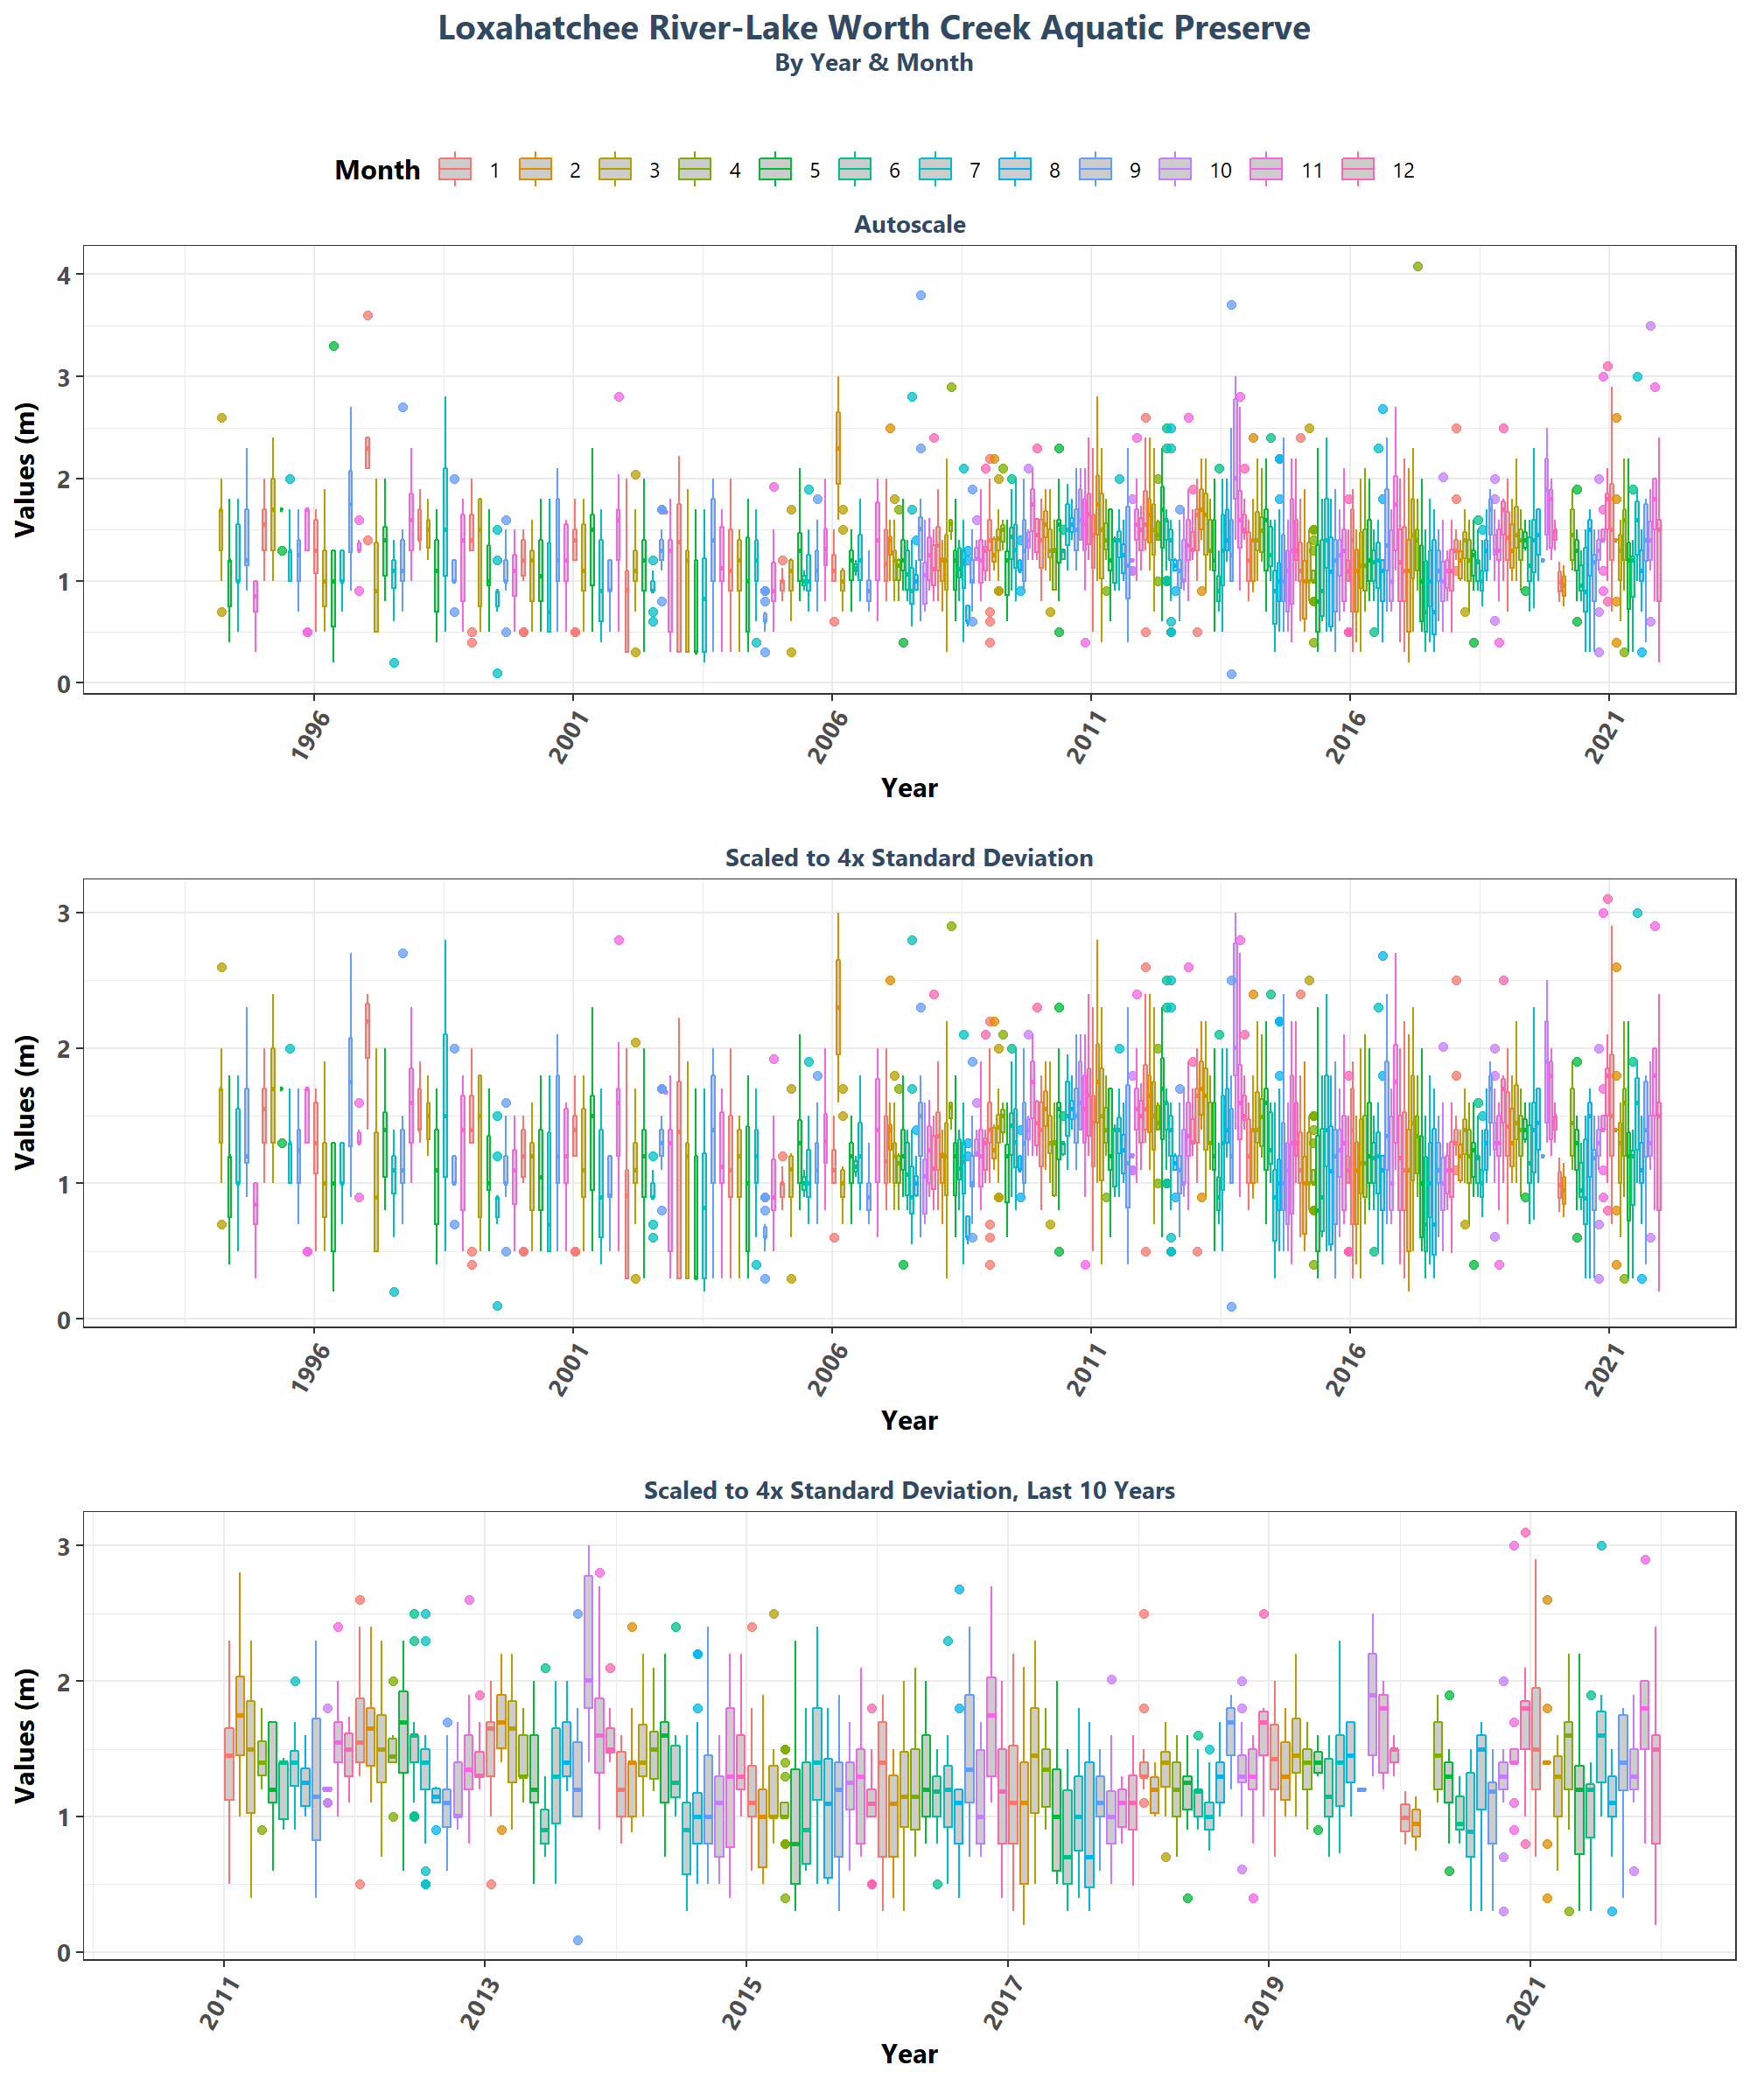 Loxahatchee River-Lake Worth Creek Aquatic Preserve
By Year & Month
Month 1 2 3 4 5 6 7 8 9 10 11 12
Autoscale
Values (m)
4
3
2
1
0
1996 2001 2006 2011 2016 2021
Year
Scaled to 4x Standard Deviation
Values (m)
3
2
1
0
1996 2001 2006 2011 2016 2021
Year
Scaled to 4x Standard Deviation, Last 10 Years
Values (m)
3
2
1
0
2011 2013 2015 2017 2019 2021
Year